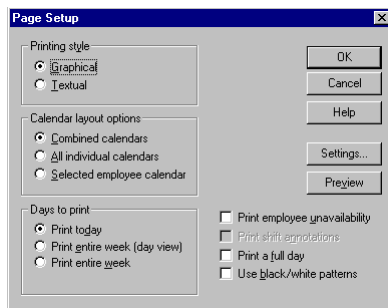 Page Setup
Printing style
Graphical
Textual
Calendar layout options
Combined calendars
All individual calendars
Selected employee calendar
Days to print
Print today
Print entire week (day view)
Print entire week
OK
Cancel
Help
Settings...
Preview
Print employee unavailability
Print shift annotations
Print a full day
Use black/white patterns